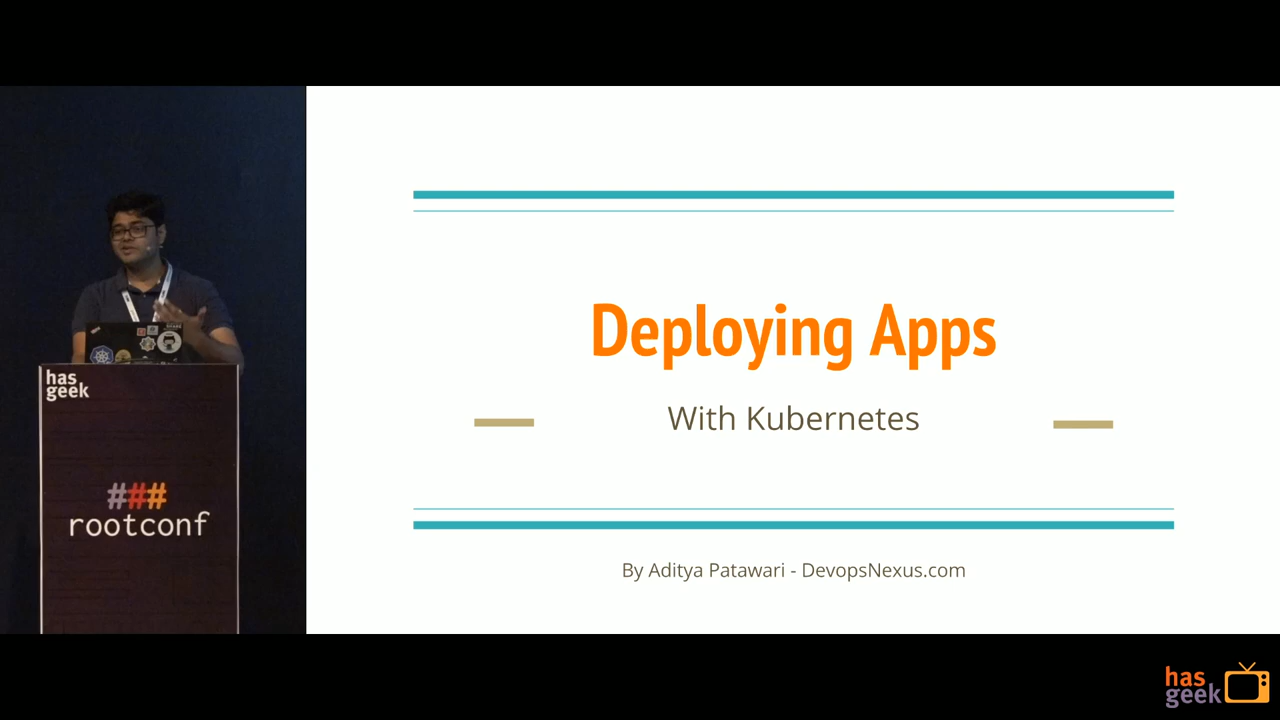 has
geek
###
rootconf
Deploying Apps
With Kubernetes
By Aditya Patawari - DevopsNexus.com
has
geek